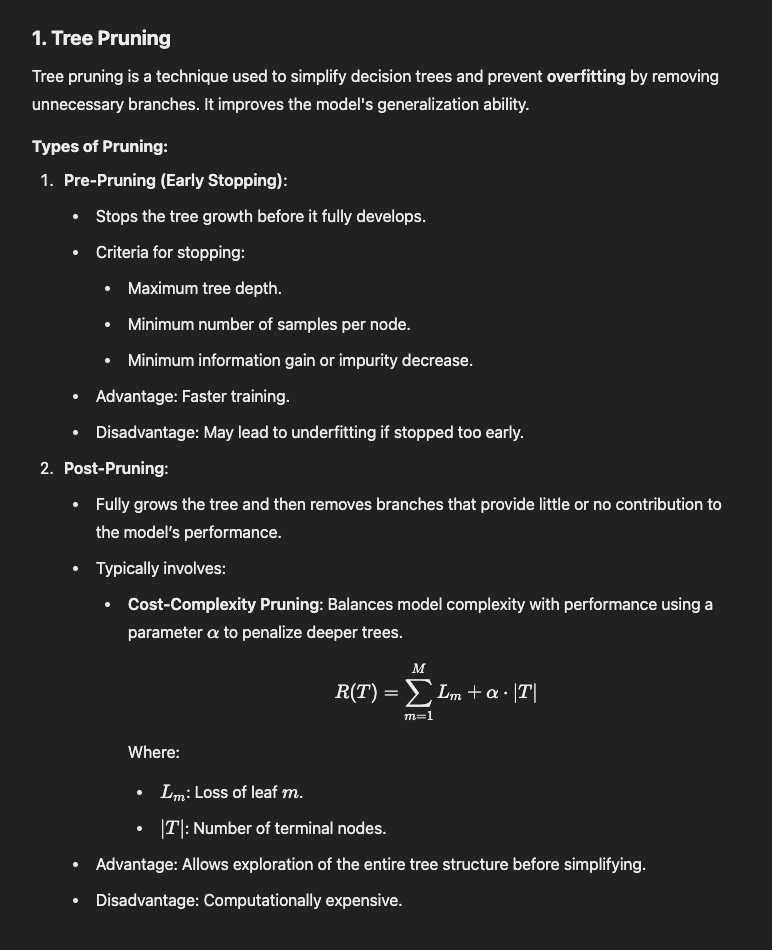 1. Tree Pruning
Tree pruning is a technique used to simplify decision trees and prevent overfitting by removing
unnecessary branches. It improves the model's generalization ability.
Types of Pruning:
1. Pre-Pruning (Early Stopping):
• Stops the tree growth before it fully develops.
• Criteria for stopping:
• Maximum tree depth.
• Minimum number of samples per node.
• Minimum information gain or impurity decrease.
• Advantage: Faster training.
• Disadvantage: May lead to underfitting if stopped too early.
2. Post-Pruning:
• Fully grows the tree and then removes branches that provide little or no contribution to
the model’s performance.
• Typically involves:
• Cost-Complexity Pruning: Balances model complexity with performance using a
parameter α to penalize deeper trees.
R(T) = ∑_{m=1}^{M} L_m + α · |T|
Where:
• L_m: Loss of leaf m.
• |T|: Number of terminal nodes.
• Advantage: Allows exploration of the entire tree structure before simplifying.
• Disadvantage: Computationally expensive.